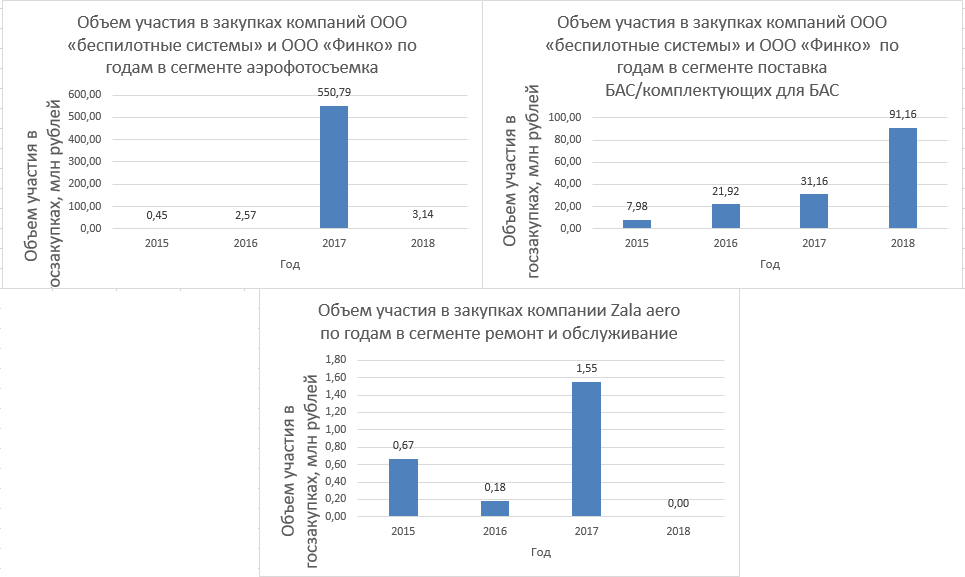 Объем участия в закупках компаний ООО
«беспилотные системы» и ООО «Финко» по
годам в сегменте аэрофотосъемка
Объем участия в
госзакупках, млн рублей
600,00
500,00
400,00
300,00
200,00
100,00
0,00
0,45
2,57
550,79
3,14
2015
2016
2017
2018
Год
Объем участия в закупках компаний ООО
«беспилотные системы» и ООО «Финко» по
годам в сегменте поставка
БАС/комплектующих для БАС
Объем участия в
госзакупках, млн рублей
100,00
80,00
60,00
40,00
20,00
0,00
7,98
21,92
31,16
91,16
2015
2016
2017
2018
Год
Объем участия в закупках компании Zala aero
по годам в сегменте ремонт и обслуживание
Объем участия в
госзакупках, млн рублей
1,80
1,60
1,40
1,20
1,00
0,80
0,60
0,40
0,20
0,00
0,67
0,18
1,55
0,00
2015
2016
2017
2018
Год